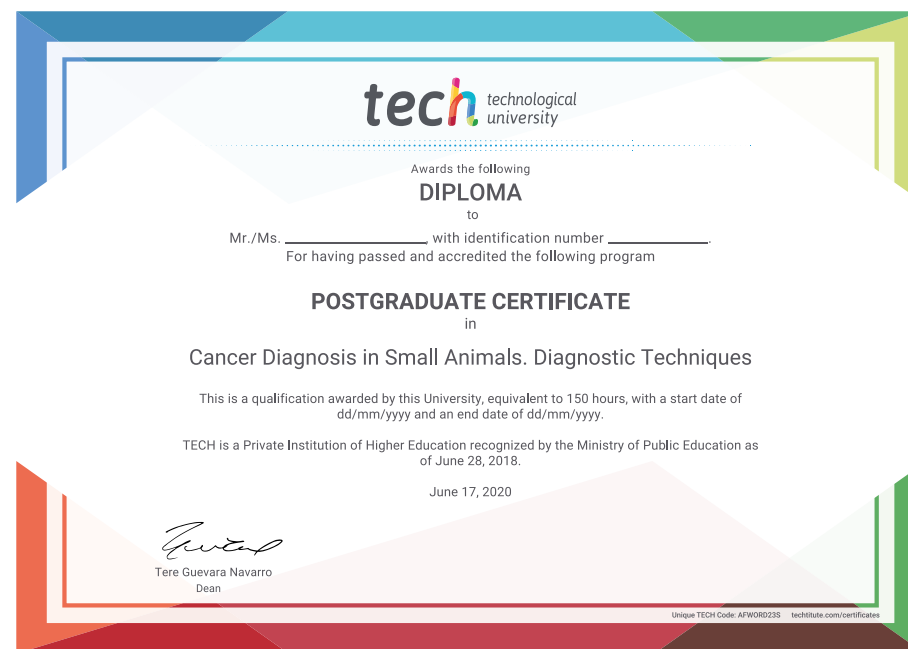 tech technological
university
Awards the following
DIPLOMA
to
Mr./Ms. ____________, with identification number ____________.
For having passed and accredited the following program
POSTGRADUATE CERTIFICATE
in
Cancer Diagnosis in Small Animals. Diagnostic Techniques
This is a qualification awarded by this University, equivalent to 150 hours, with a start date of
dd/mm/yyyy and an end date of dd/mm/yyyy.
TECH is a Private Institution of Higher Education recognized by the Ministry of Public Education as
of June 28, 2018.
June 17, 2020
Tere Guevara Navarro
Dean
Unique TECH Code: AFWORD23S techtitute.com/certificates